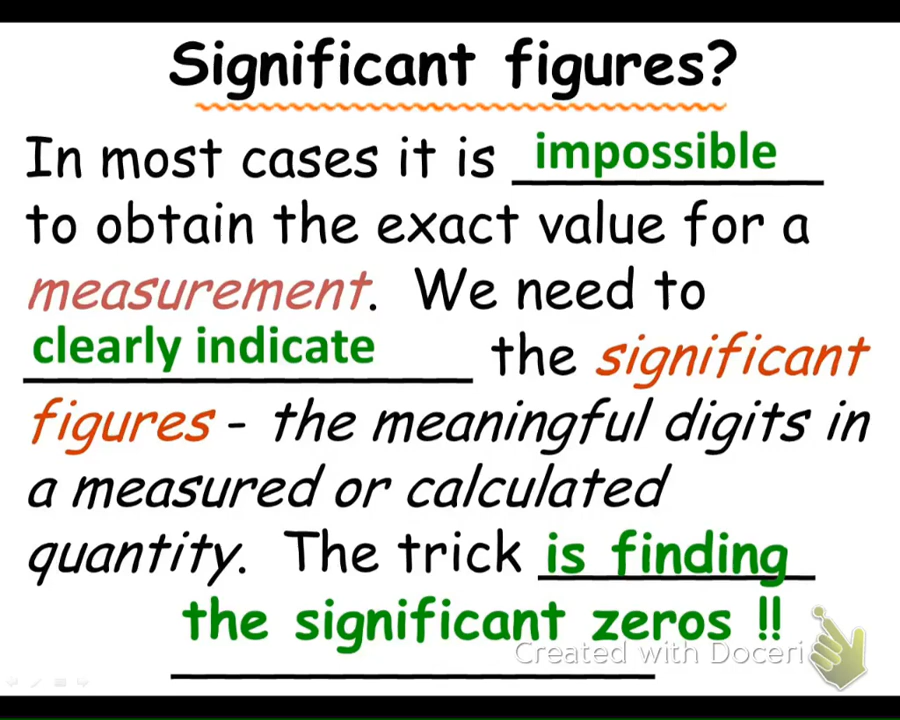 Significant figures?
In most cases it is impossible
to obtain the exact value for a
measurement. We need to
clearly indicate the significant
figures - the meaningful digits in
a measured or calculated
quantity. The trick is finding
the significant zeros !!
Created with Doceri